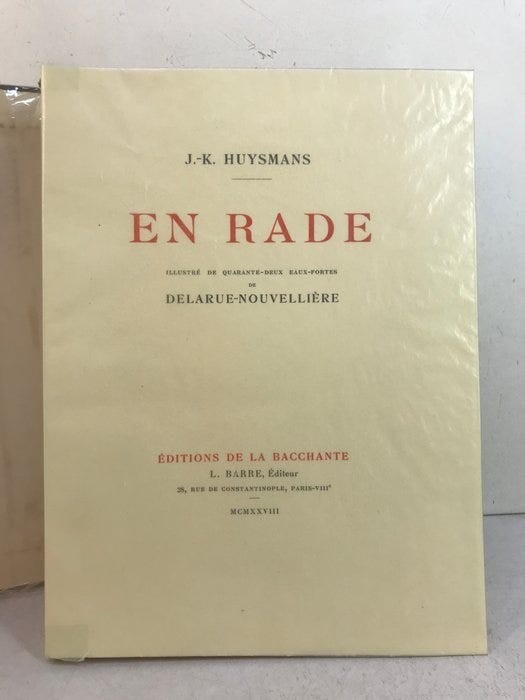 J.-K. HUYSMANS
EN RADE
ILLUSTRÉ DE QUARANTE-DEUX EAUX-FORTES
DE
DELARUE-NOUVELLIÈRE
ÉDITIONS DE LA BACCHANTE
L. BARRE, Éditeur
28, RUE DE CONSTANTINOPLE, PARIS-VIIIᵉ
MCMXXVIII